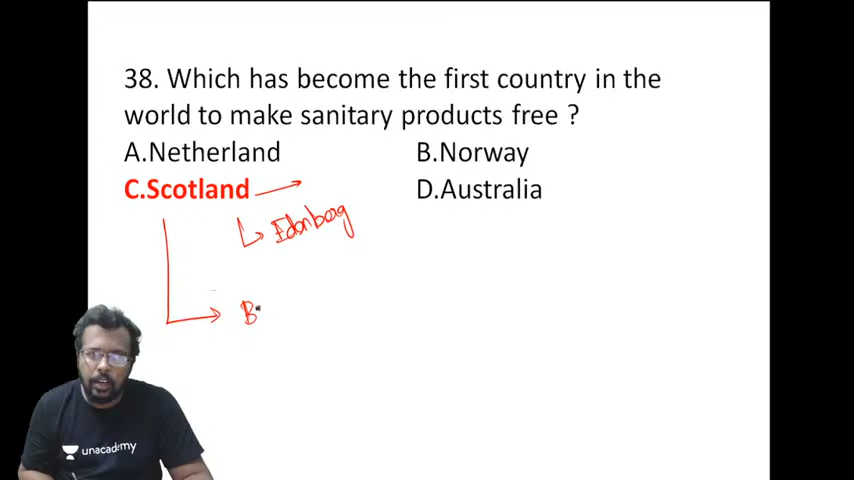 38. Which has become the first country in the
world to make sanitary products free ?
A.Netherland
B.Norway
C.Scotland
D.Australia
Edonberg
B
unacademy